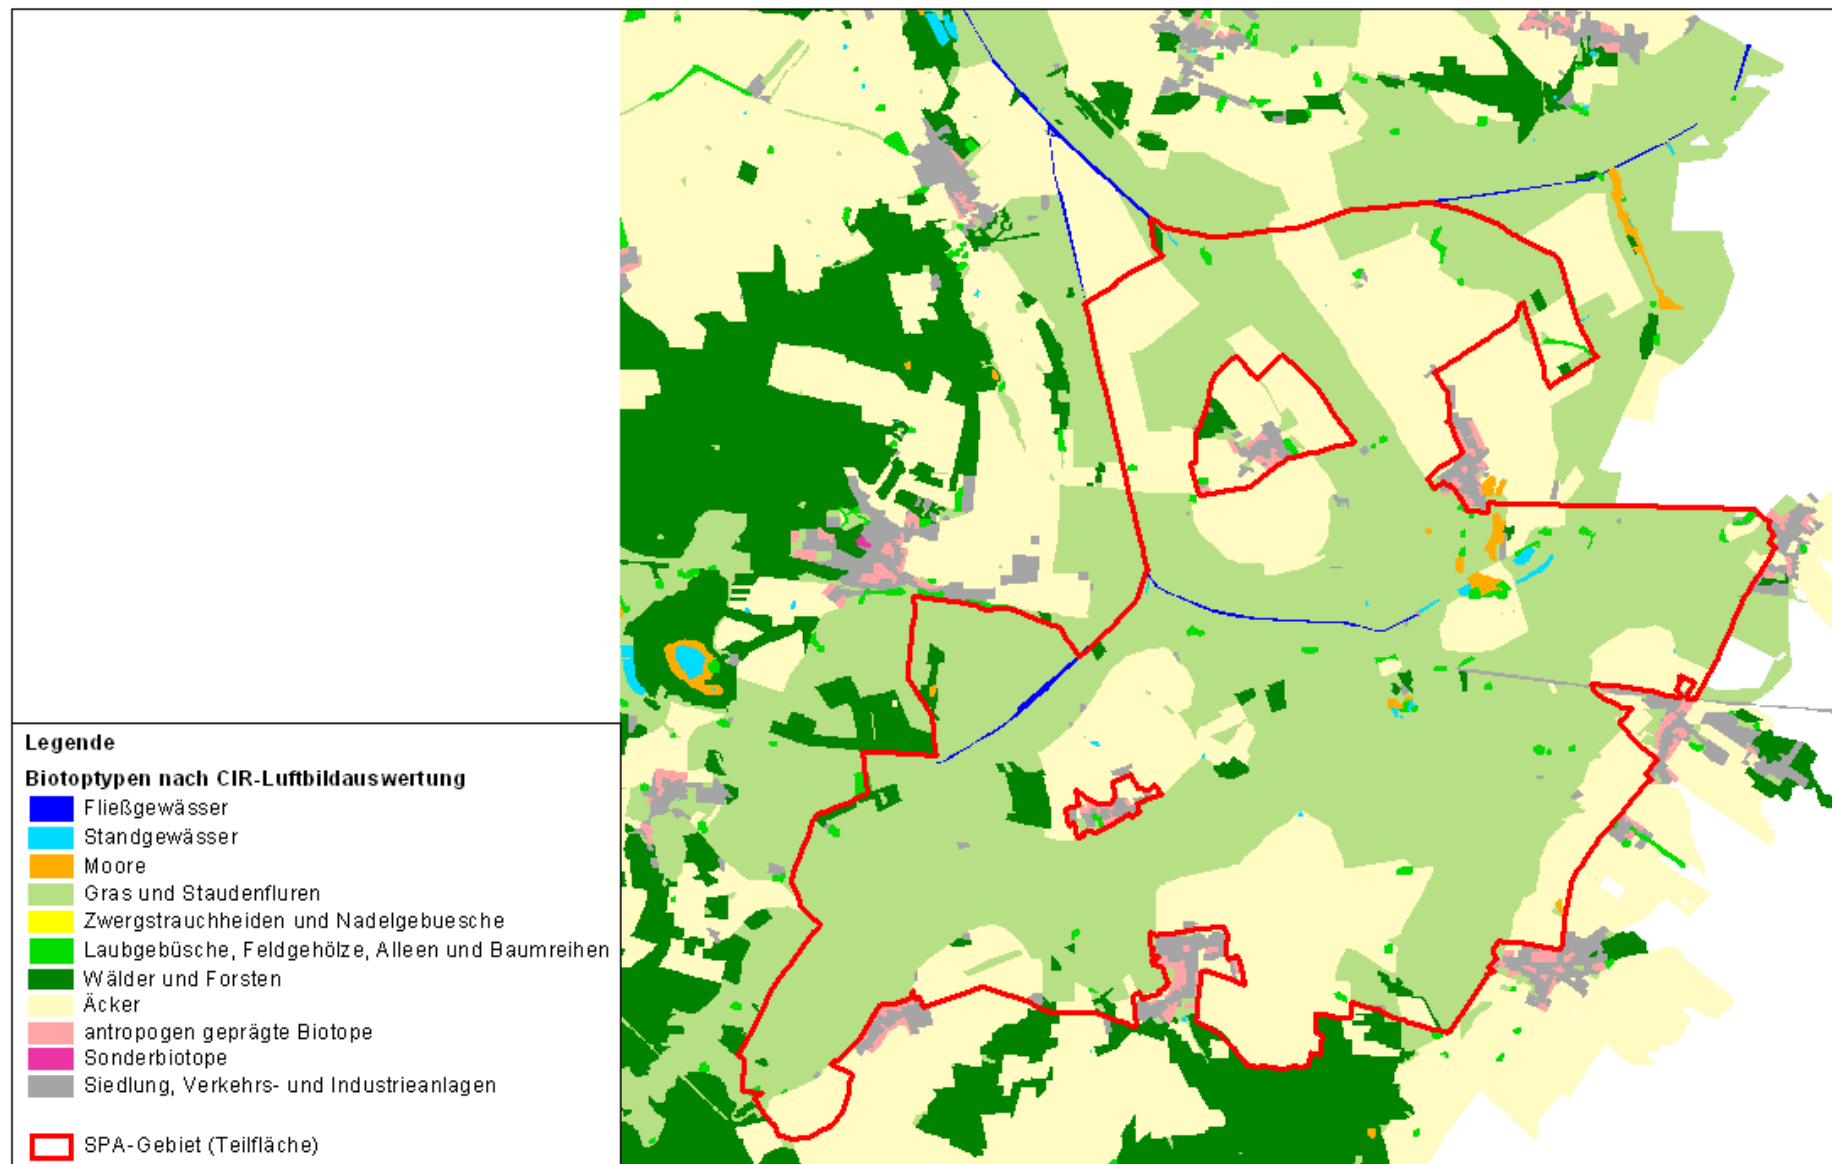 Legende
Biotoptypen nach CIR-Luftbildauswertung
Fließgewässer
Standgewässer
Moore
Gras und Staudenfluren
Zwergstrauchheiden und Nadelgebuesche
Laubgebüsche, Feldgehölze, Alleen und Baumreihen
Wälder und Forsten
Äcker
antropogen geprägte Biotope
Sonderbiotope
Siedlung, Verkehrs- und Industrieanlagen
SPA-Gebiet (Teilfläche)